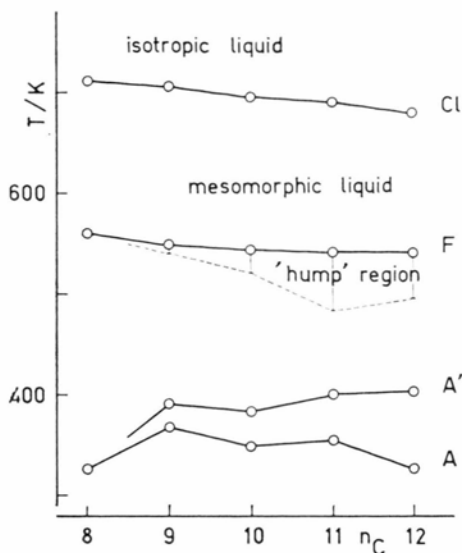 isotropic liquid
Cl
T/K
600
mesomorphic liquid
F
'hump' region
400
A'
A
8 9 10 11 n_C 12